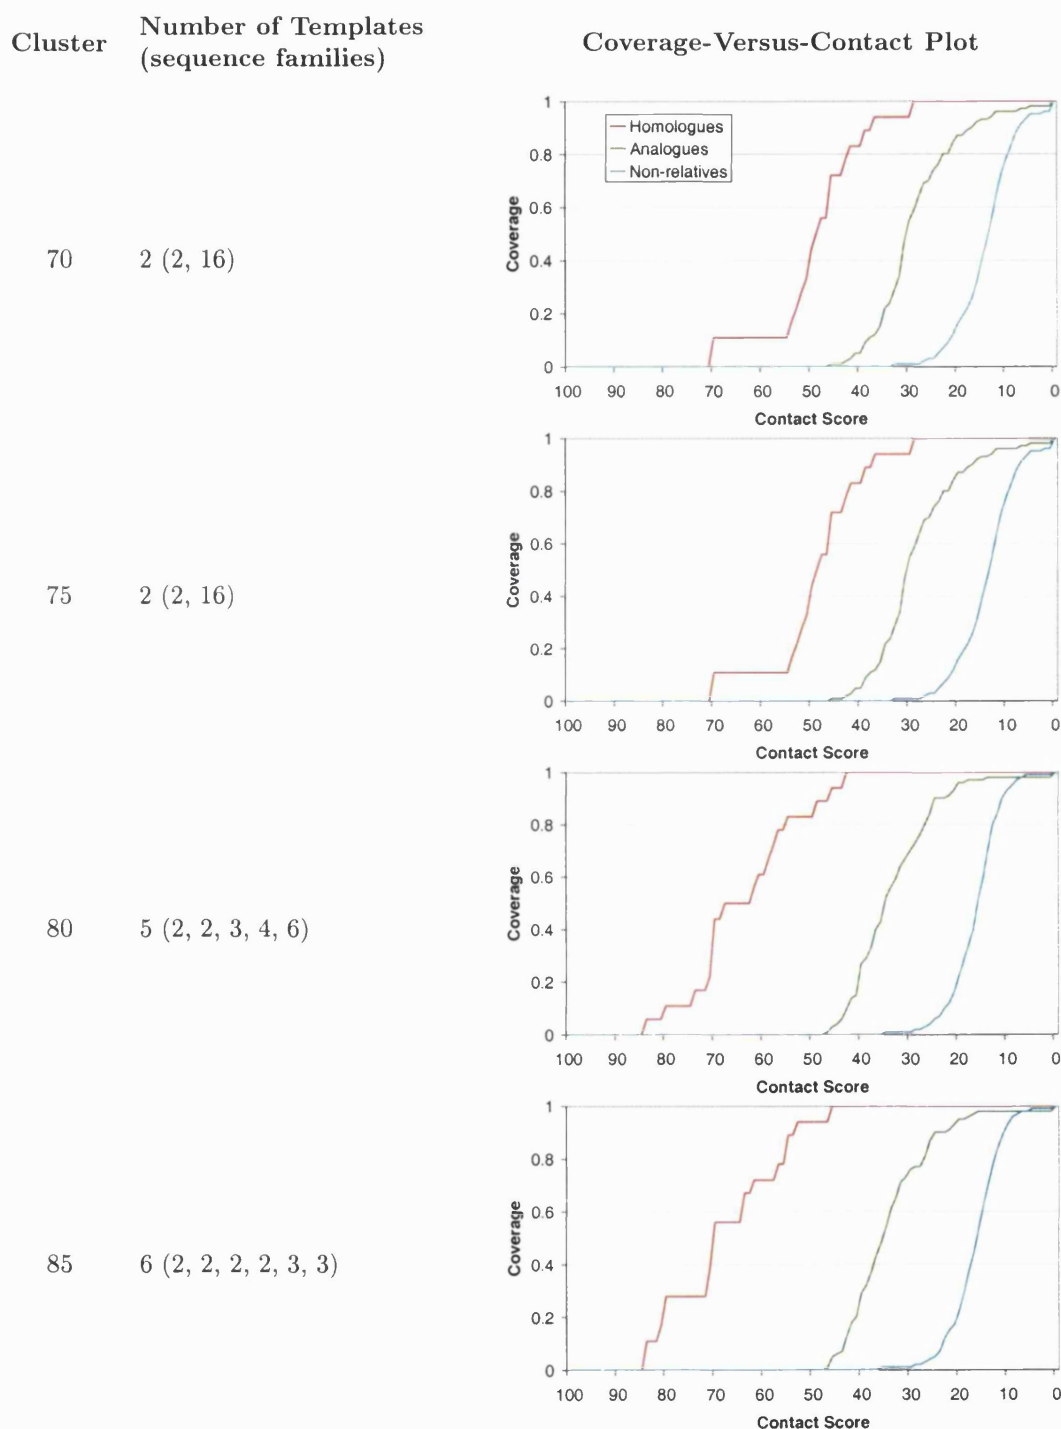 Cluster
Number of Templates
(sequence families)
Coverage-Versus-Contact Plot
70
2 (2, 16)
Coverage
1
0.8
0.6
0.4
0.2
0
Homologues
Analogues
Non-relatives
100 90 80 70 60 50 40 30 20 10 0
Contact Score
75
2 (2, 16)
Coverage
1
0.8
0.6
0.4
0.2
0
100 90 80 70 60 50 40 30 20 10 0
Contact Score
80
5 (2, 2, 3, 4, 6)
Coverage
1
0.8
0.6
0.4
0.2
0
100 90 80 70 60 50 40 30 20 10 0
Contact Score
85
6 (2, 2, 2, 2, 3, 3)
Coverage
1
0.8
0.6
0.4
0.2
0
100 90 80 70 60 50 40 30 20 10 0
Contact Score